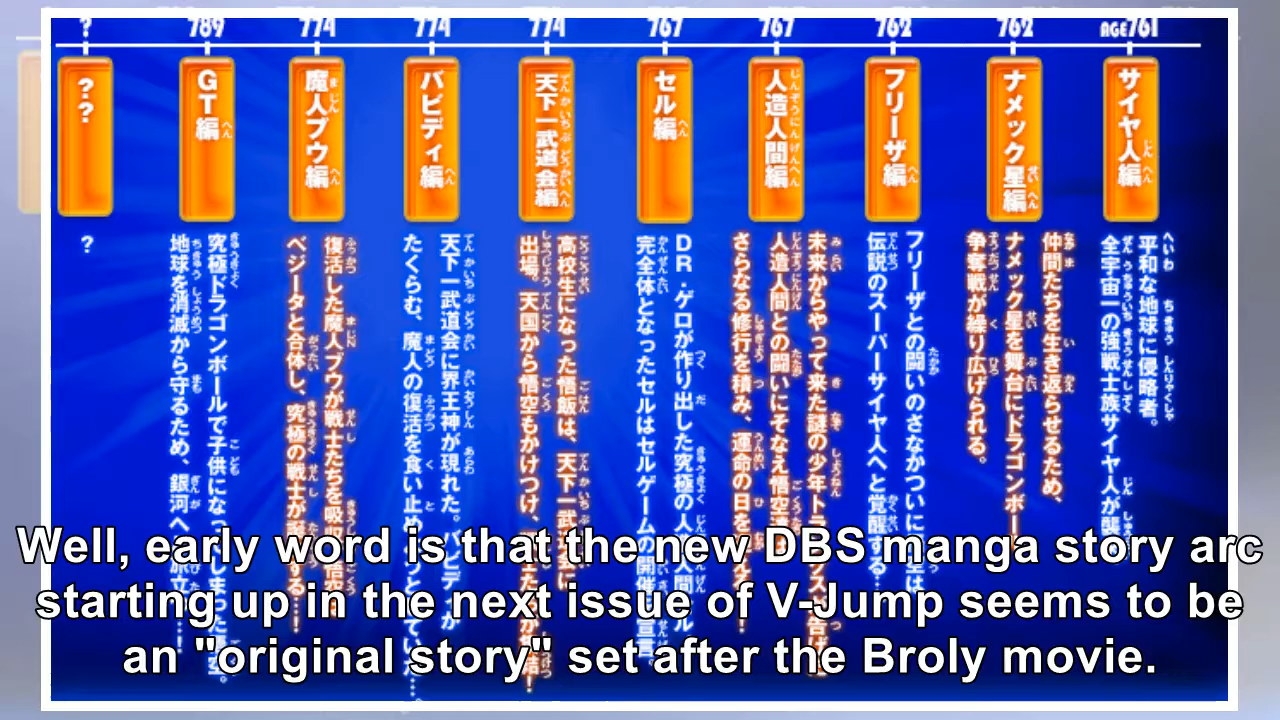 AGE761
サイヤ人編
平和な地球に侵略者。
全宇宙一の強戦士族サイヤ人が襲
762
ナメック星編
仲間たちを生き返らせるため、
ナメック星を舞台にドラゴンボー
争奪戦が繰り広げられる。
762
フリーザ編
フリーザとの闘いのさなかついに
伝説のスーパーサイヤ人へと覚醒する…
767
人造人間編
未来からやって来た謎の少年トラ
人造人間との闘いにそなえ悟空
さらなる修行を積み、運命の日を
767
セル編
DR・ゲロが作り出した究極の人
完全体となったセルはセルゲームの開催
774
天下一武道会編
高校生になった悟飯は、天下一武
出場。天国から悟空もかけつけ、
774
バビディ編
天下一武道会に界王神が現れた。バビディ
たくらむ、魔人の復活を食い止め
774
魔人ブウ編
復活した魔人ブウが戦士たちを吸収
ベジータと合体し、究極の戦士が
789
GT編
究極ドラゴンボールで子供になっ
地球を消滅から守るため、銀河へ
?
??
?
Well, early word is that the new DBS manga story arc
starting up in the next issue of V-Jump seems to be
an "original story" set after the Broly movie.